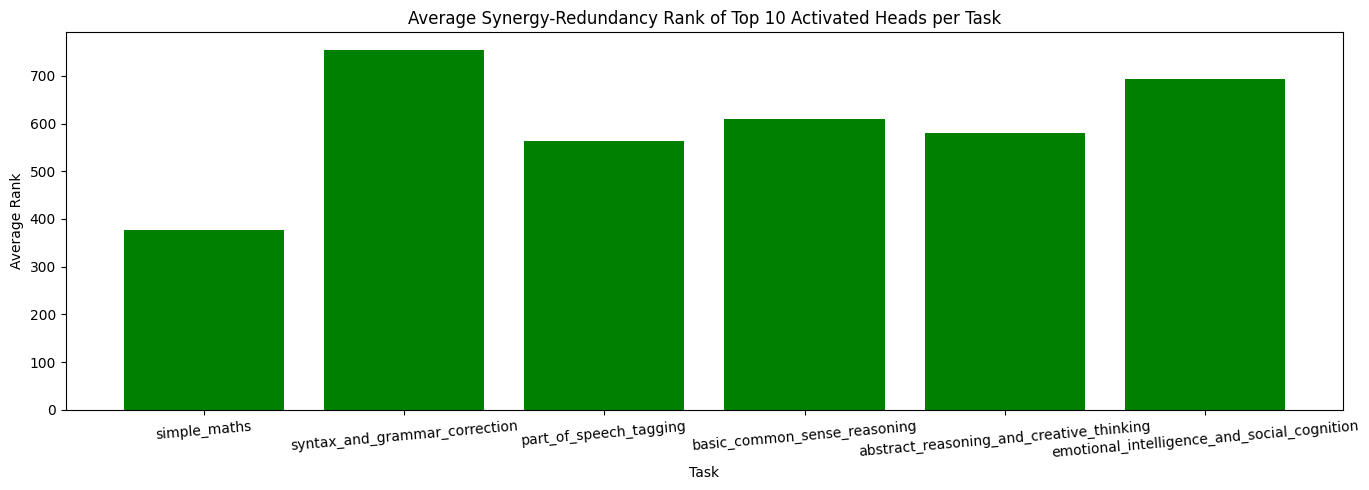 Average Synergy-Redundancy Rank of Top 10 Activated Heads per Task
Average Rank
700
600
500
400
300
200
100
0
simple_maths
syntax_and_grammar_correction
part_of_speech_tagging
basic_common_sense_reasoning
abstract_reasoning_and_creative_thinking
emotional_intelligence_and_social_cognition
Task